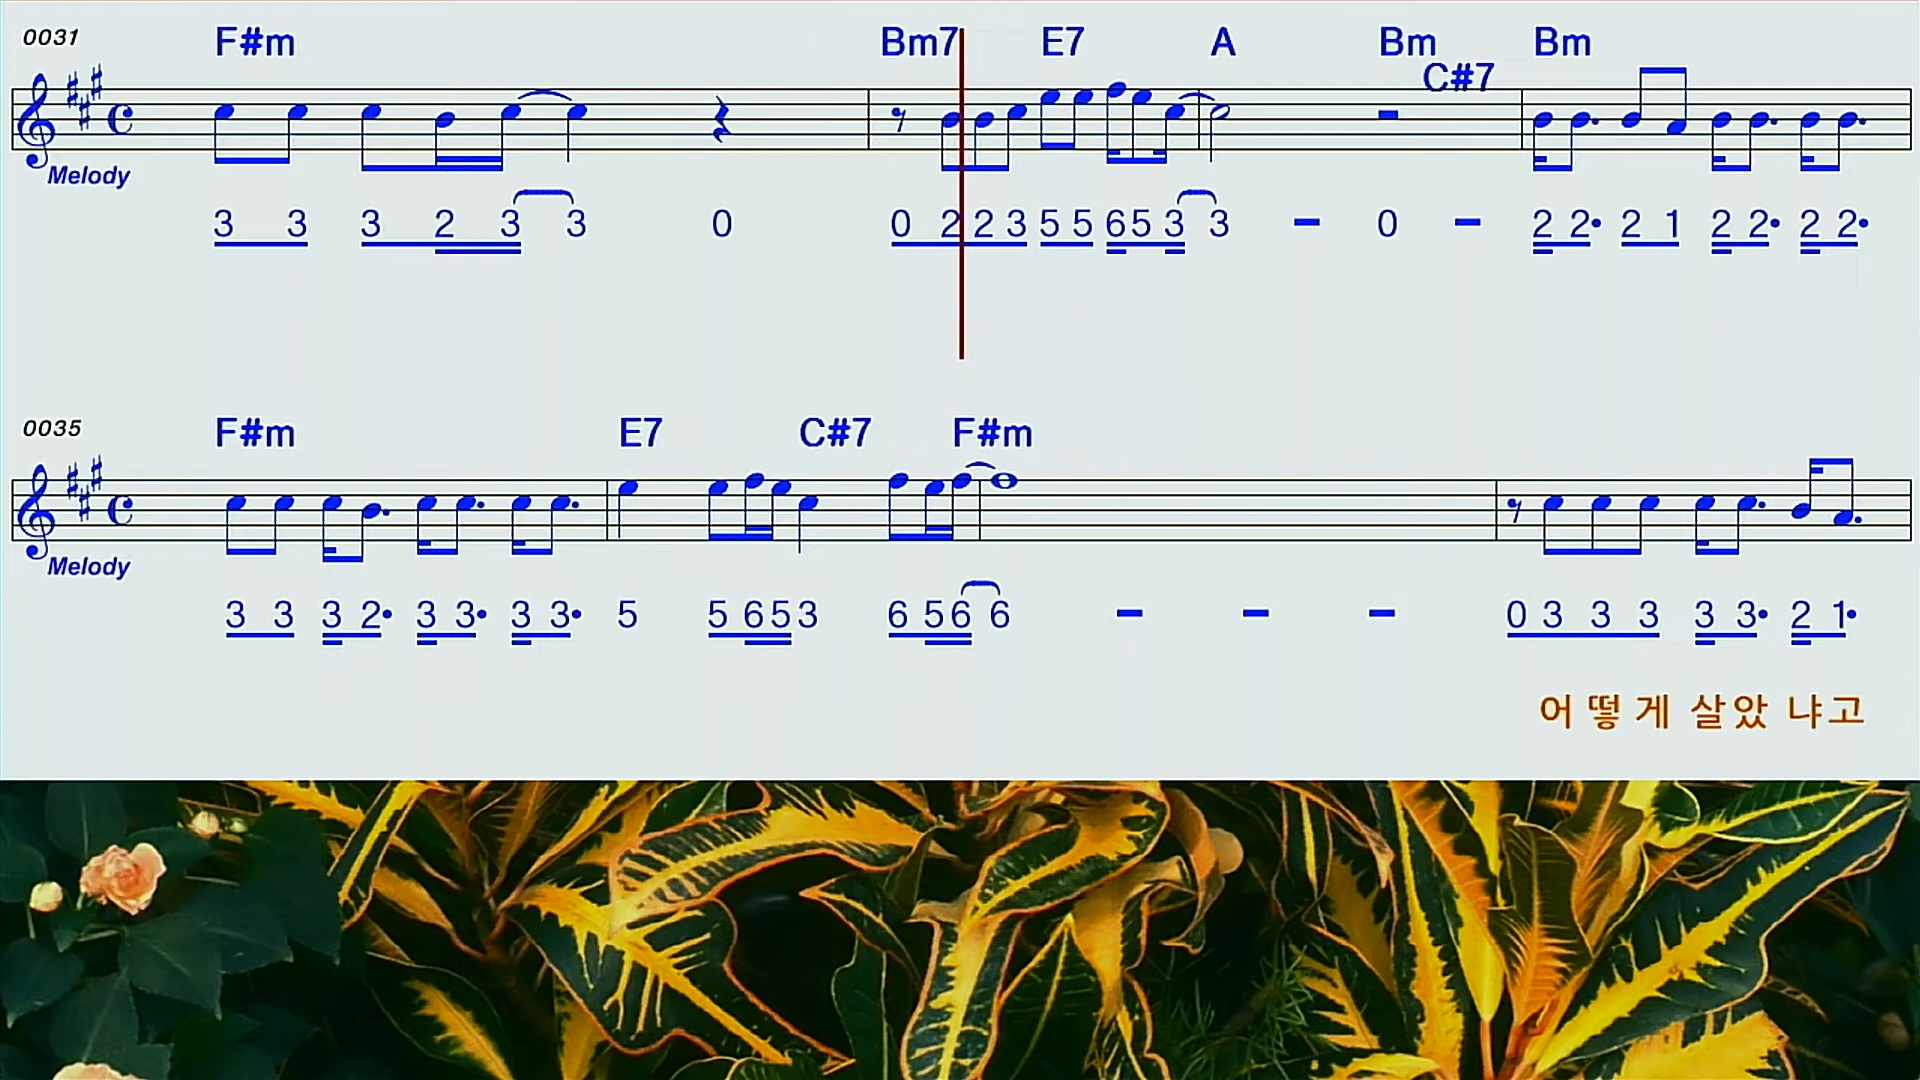 0031 F#m Bm7 E7 A Bm C#7 Bm
Melody
3 3 3 2 3 3 0 0 2 2 3 5 5 6 5 3 3 - 0 - 2 2• 2 1 2 2• 2 2•
0035 F#m E7 C#7 F#m
Melody
3 3 3 2• 3 3• 3 3• 5 5 6 5 3 6 5 6 6 - - - 0 3 3 3 3 3• 2 1•
어 떻 게 살았 냐고